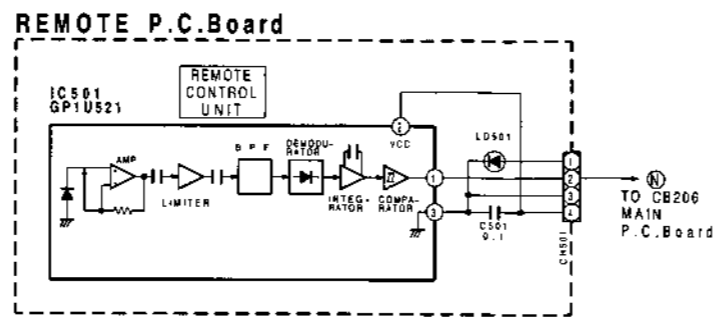 REMOTE P.C.Board
IC501
GP1U521
REMOTE
CONTROL
UNIT
2
VCC
LD501
AMP
B P F
DEMODU-
RATOR
LIMITER
INTEG-
RATOR
COMPA-
RATOR
1
3
C501
0.1
1
2
3
4
CH501
N
TO CB206
MAIN
P.C.Board